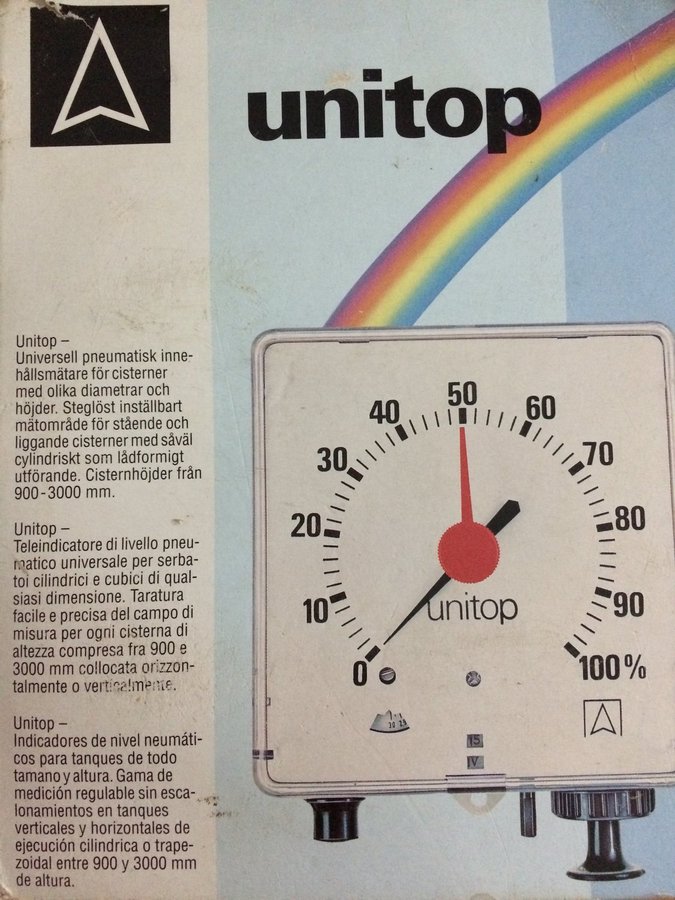 unitop
Unitop –
Universell pneumatisk inne-
hållsmätare för cisterner
med olika diametrar och
höjder. Steglöst inställbart
mätområde för stående och
liggande cisterner med såväl
cylindriskt som lådformigt
utförande. Cisternhöjder från
900-3000 mm.
Unitop –
Teleindicatore di livello pneu-
matico universale per serba-
toi cilindrici e cubici di qual-
siasi dimensione. Taratura
facile e precisa del campo di
misura per ogni cisterna di
altezza compresa fra 900 e
3000 mm collocata orizzon-
talmente o verticalmente.
Unitop –
Indicadores de nivel neumáti-
cos para tanques de todo
tamano y altura. Gama de
medición regulable sin esca-
lonamientos en tanques
verticales y horizontales de
ejecución cilindrica o trape-
zoidal entre 900 y 3000 mm
de altura.
0
10
20
30
40
50
60
70
80
90
100%
unitop
15
IV